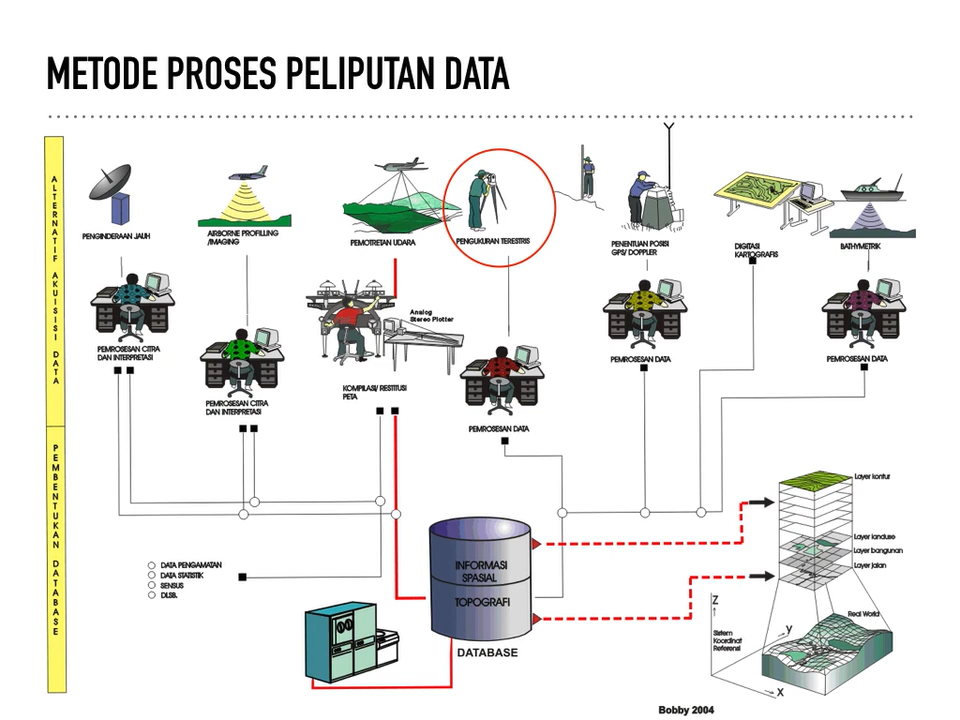 METODE PROSES PELIPUTAN DATA
ALTERNATIF AKUISISI DATA
PENGINDERAAN JAUH
AIRBORNE PROFILLING
/IMAGING
PEMOTRETAN UDARA
PENGUKURAN TERESTRIS
PENENTUAN POSISI
GPS/ DOPPLER
DIGITASI
KARTOGRAFIS
BATHYMETRIK
Analog
Stereo Plotter
PEMROSESAN CITRA
DAN INTERPRETASI
PEMROSESAN CITRA
DAN INTERPRETASI
KOMPILASI/ RESTITUSI
PETA
PEMROSESAN DATA
PEMROSESAN DATA
PEMROSESAN DATA
PEMBENTUKAN DATABASE
DATA PENGAMATAN
DATA STATISTIK
SENSUS
DLSB.
INFORMASI
SPASIAL
TOPOGRAFI
DATABASE
Layer kontur
Layer landuse
Layer bangunan
Layer jalan
Real World
Z
Y
X
Sistem
Koordinat
Referensi
Bobby 2004